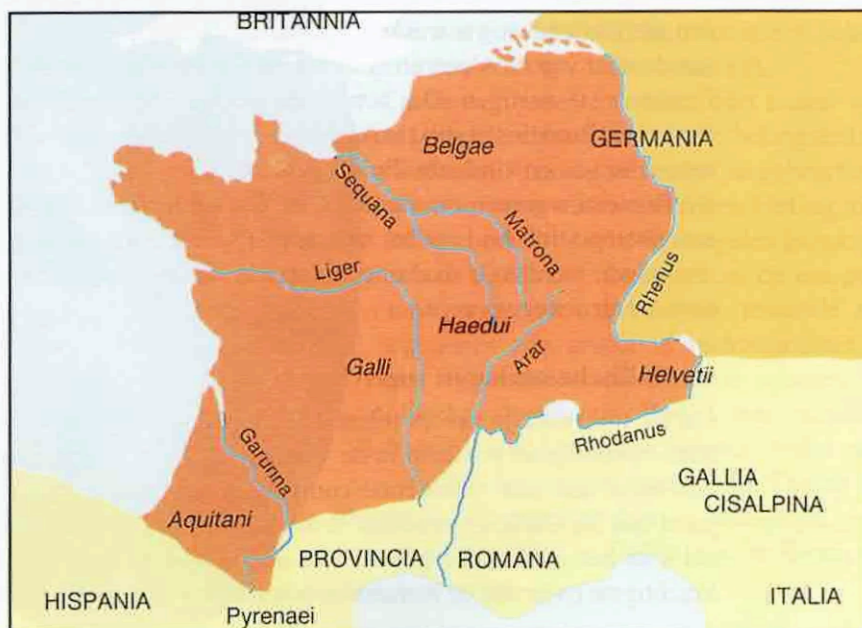 BRITANNIA
Belgae
GERMANIA
Sequana
Matrona
Liger
Rhenus
Haedui
Arar
Galli
Helvetii
Rhodanus
Garunna
GALLIA
CISALPINA
Aquitani
PROVINCIA
ROMANA
HISPANIA
Pyrenaei
ITALIA